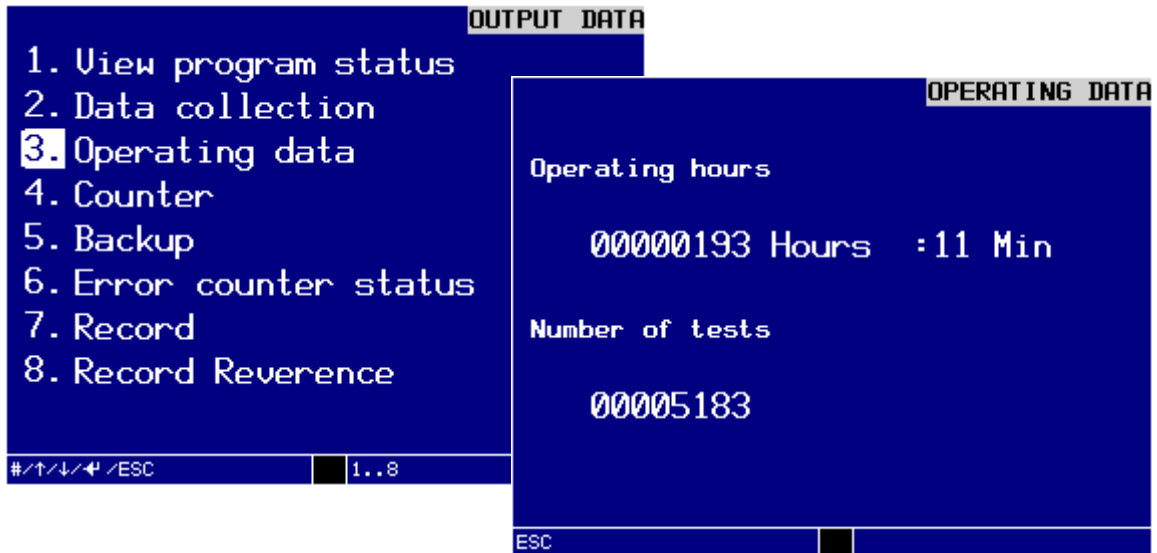 OUTPUT DATA
1. View program status
2. Data collection
3. Operating data
4. Counter
5. Backup
6. Error counter status
7. Record
8. Record Reverence
#/↑/↓/↵/ESC 1..8
OPERATING DATA
Operating hours
00000193 Hours :11 Min
Number of tests
00005183
ESC